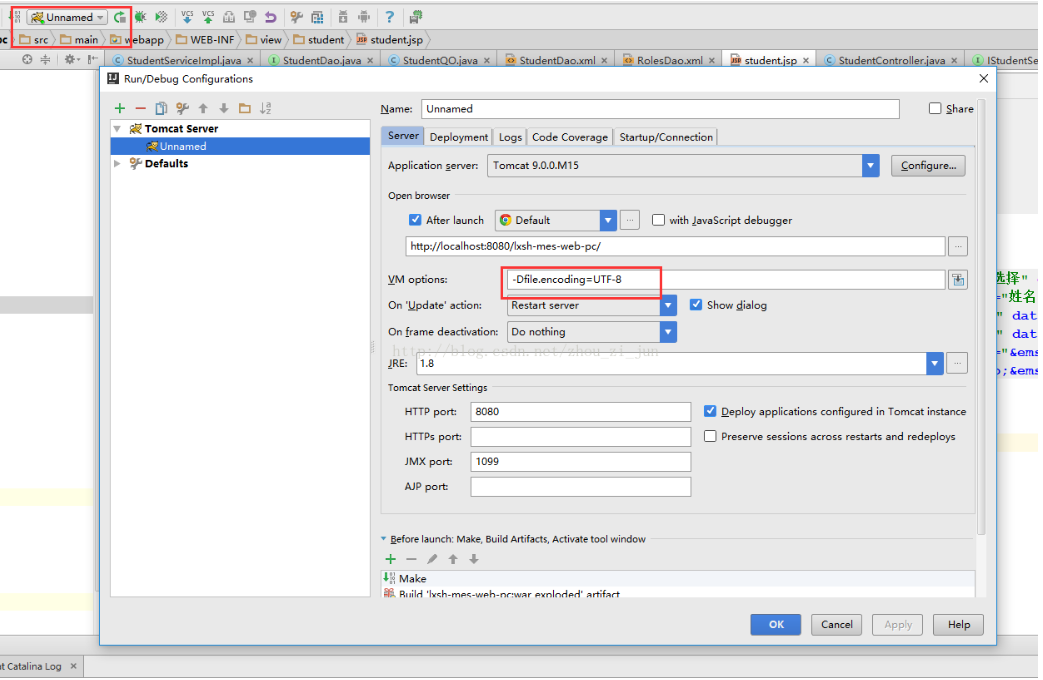 Unnamed
src main webapp WEB-INF view student student.jsp
StudentServiceImpl.java StudentDao.java StudentQO.java StudentDao.xml RolesDao.xml student.jsp StudentController.java IStudentSe
Run/Debug Configurations
Name: Unnamed Share
Tomcat Server
Unnamed
Defaults
Server Deployment Logs Code Coverage Startup/Connection
Application server: Tomcat 9.0.0.M15 Configure...
Open browser
After launch Default ... with JavaScript debugger
http://localhost:8080/lxsh-mes-web-pc/ ...
VM options: -Dfile.encoding=UTF-8
On 'Update' action: Restart server Show dialog
On frame deactivation: Do nothing
http://blog.csdn.net/zhou_zi_jun
JRE: 1.8 ...
Tomcat Server Settings
HTTP port: 8080 Deploy applications configured in Tomcat instance
HTTPs port: Preserve sessions across restarts and redeploys
JMX port: 1099
AJP port:
选择"
="姓名
" dat
" dat
="&ems
;&ems
Before launch: Make, Build Artifacts, Activate tool window
Make
Build 'lxsh-mes-web-pc:war exploded' artifact
OK Cancel Apply Help
t Catalina Log